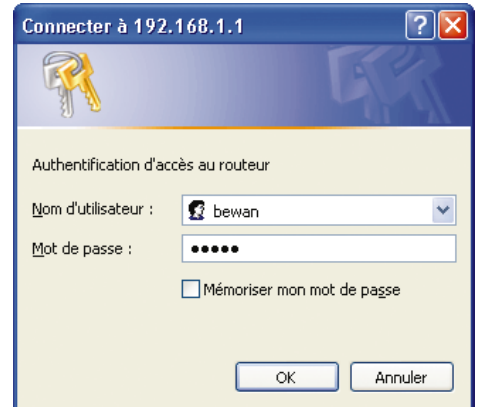 Connecter à 192.168.1.1
Authentification d'accès au routeur
Nom d'utilisateur : bewan
Mot de passe : •••••
Mémoriser mon mot de passe
OK Annuler